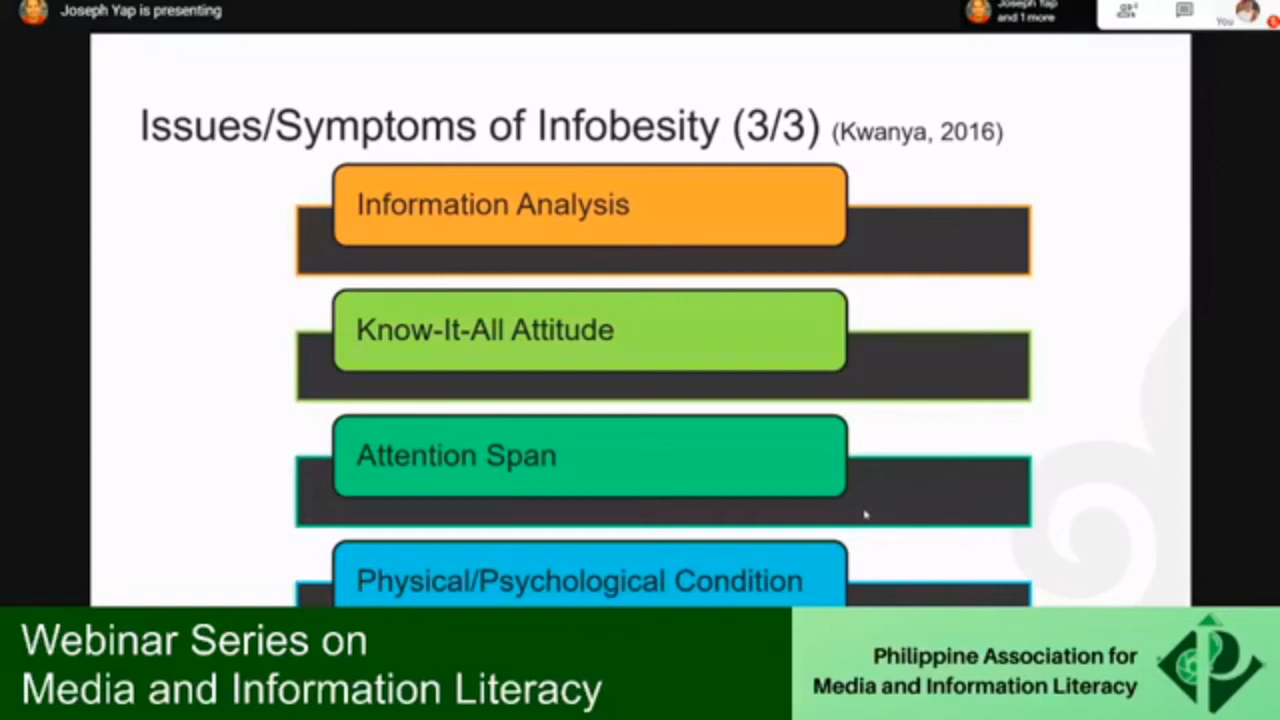 Joseph Yap is presenting
Joseph Yap
and 1 more
You
Issues/Symptoms of Infobesity (3/3) (Kwanya, 2016)
Information Analysis
Know-It-All Attitude
Attention Span
Physical/Psychological Condition
Webinar Series on
Media and Information Literacy
Philippine Association for
Media and Information Literacy